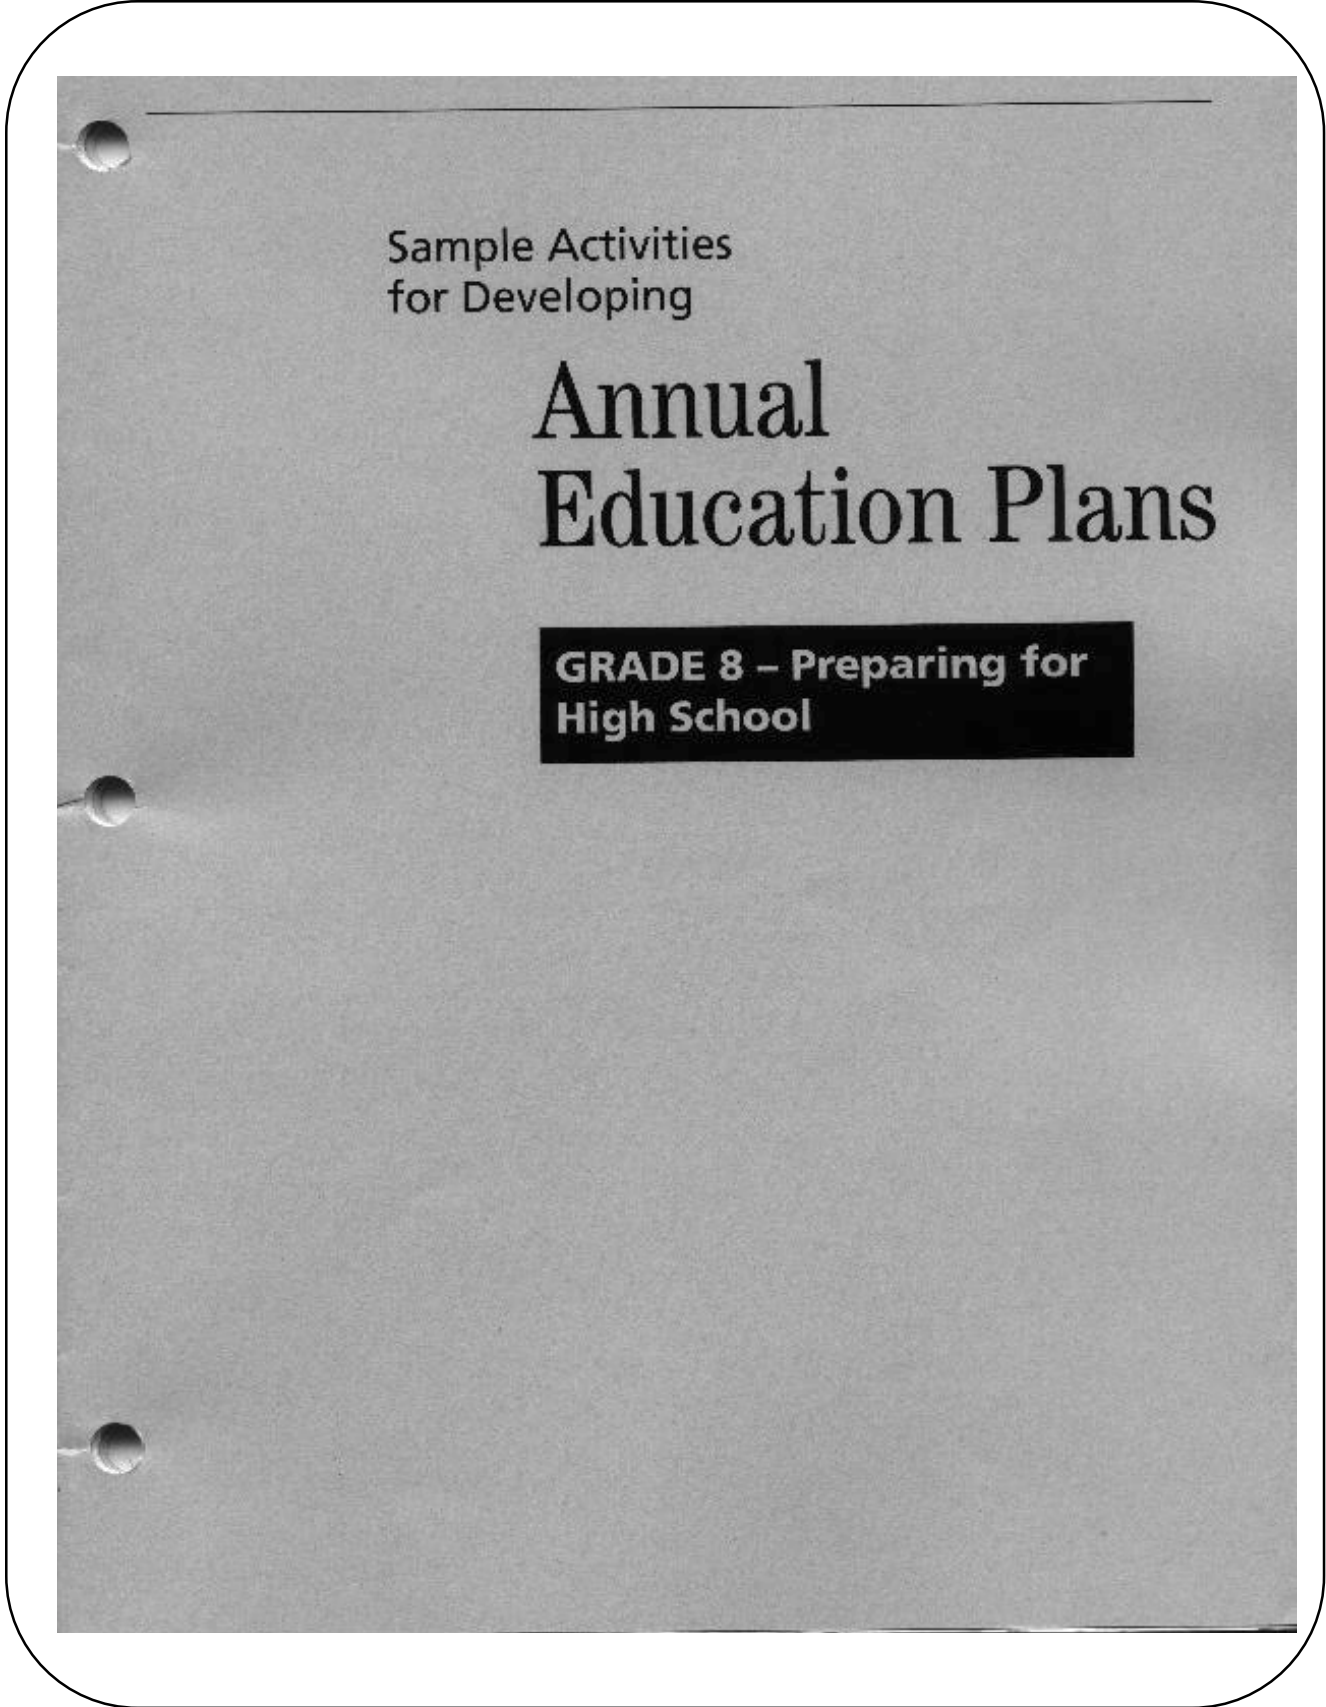 Sample Activities
for Developing
Annual
Education Plans
GRADE 8 – Preparing for
High School